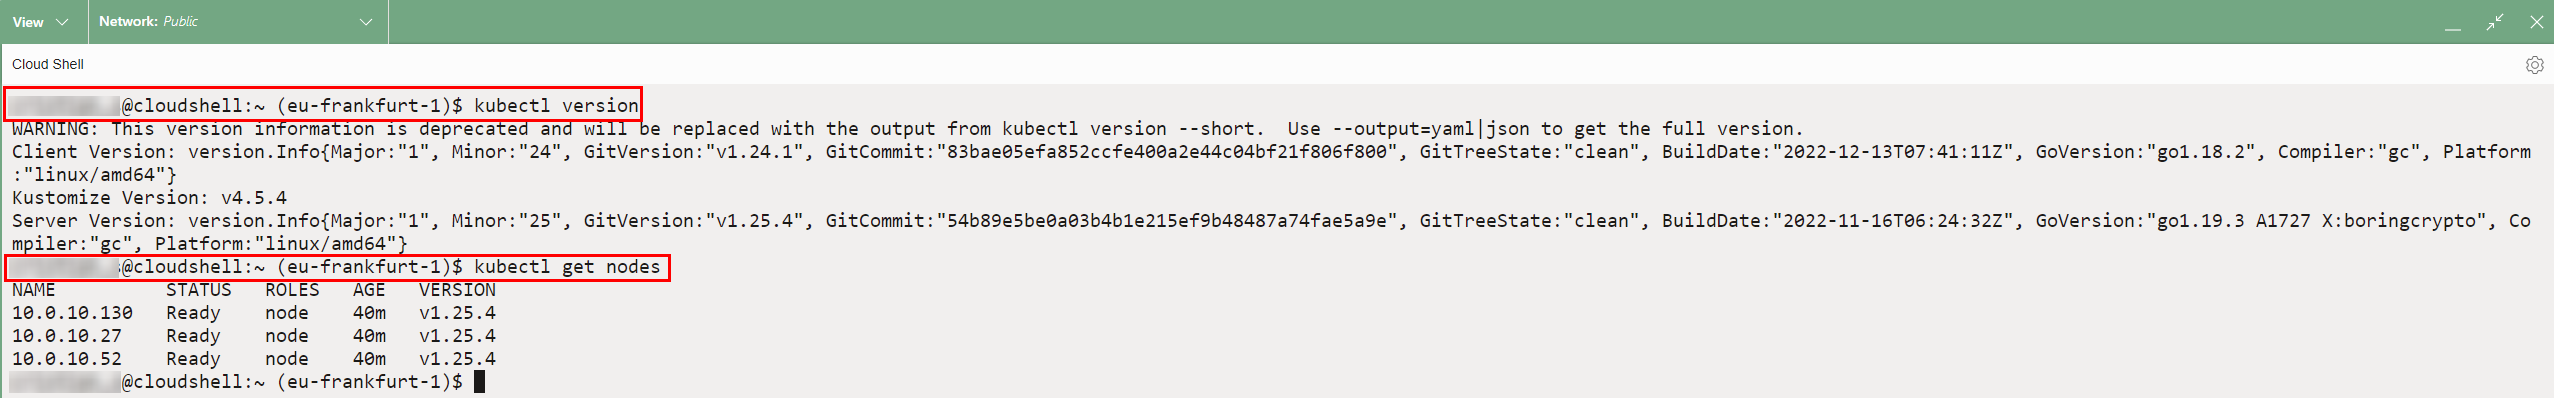 View
Network: Public
Cloud Shell
@cloudshell:~ (eu-frankfurt-1)$ kubectl version
WARNING: This version information is deprecated and will be replaced with the output from kubectl version --short.  Use --output=yaml|json to get the full version.
Client Version: version.Info{Major:"1", Minor:"24", GitVersion:"v1.24.1", GitCommit:"83bae05efa852ccfe400a2e44c04bf21f806f800", GitTreeState:"clean", BuildDate:"2022-12-13T07:41:11Z", GoVersion:"go1.18.2", Compiler:"gc", Platform
:"linux/amd64"}
Kustomize Version: v4.5.4
Server Version: version.Info{Major:"1", Minor:"25", GitVersion:"v1.25.4", GitCommit:"54b89e5be0a03b4b1e215ef9b48487a74fae5a9e", GitTreeState:"clean", BuildDate:"2022-11-16T06:24:32Z", GoVersion:"go1.19.3 A1727 X:boringcrypto", Co
mpiler:"gc", Platform:"linux/amd64"}
@cloudshell:~ (eu-frankfurt-1)$ kubectl get nodes
NAME STATUS ROLES AGE VERSION
10.0.10.130 Ready node 40m v1.25.4
10.0.10.27 Ready node 40m v1.25.4
10.0.10.52 Ready node 40m v1.25.4
@cloudshell:~ (eu-frankfurt-1)$